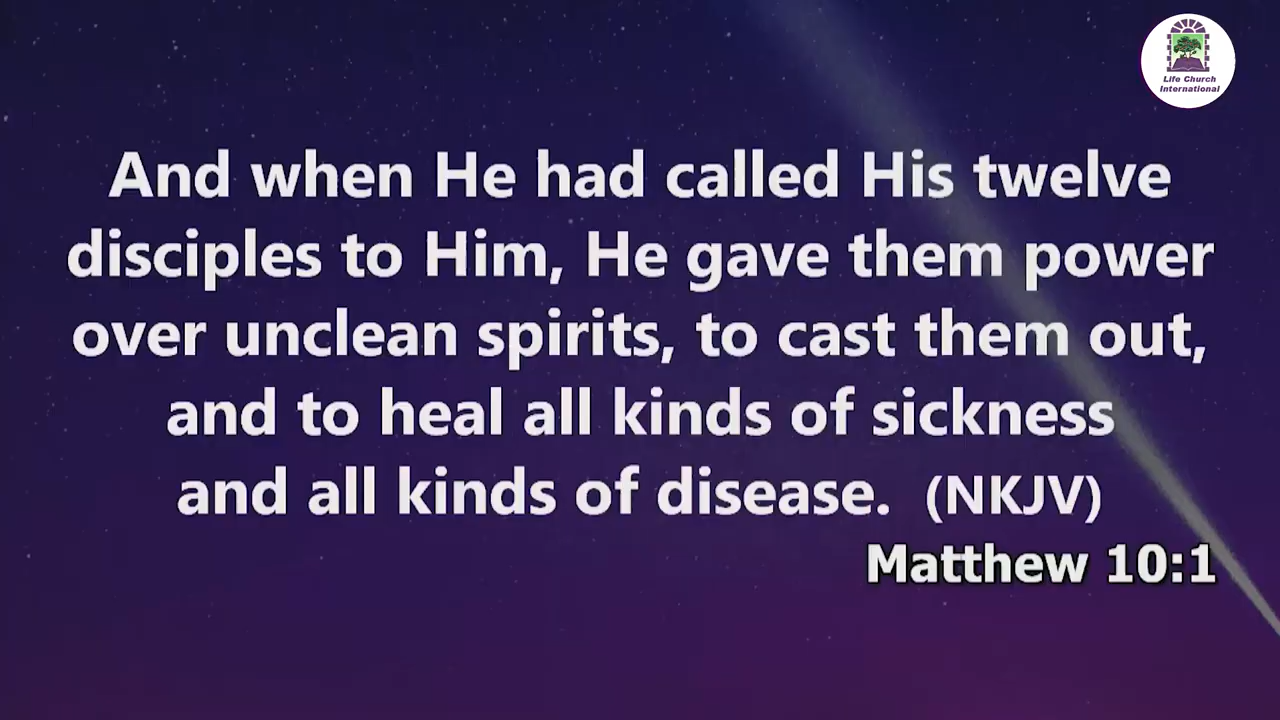 Life Church
International
And when He had called His twelve
disciples to Him, He gave them power
over unclean spirits, to cast them out,
and to heal all kinds of sickness
and all kinds of disease. (NKJV)
Matthew 10:1